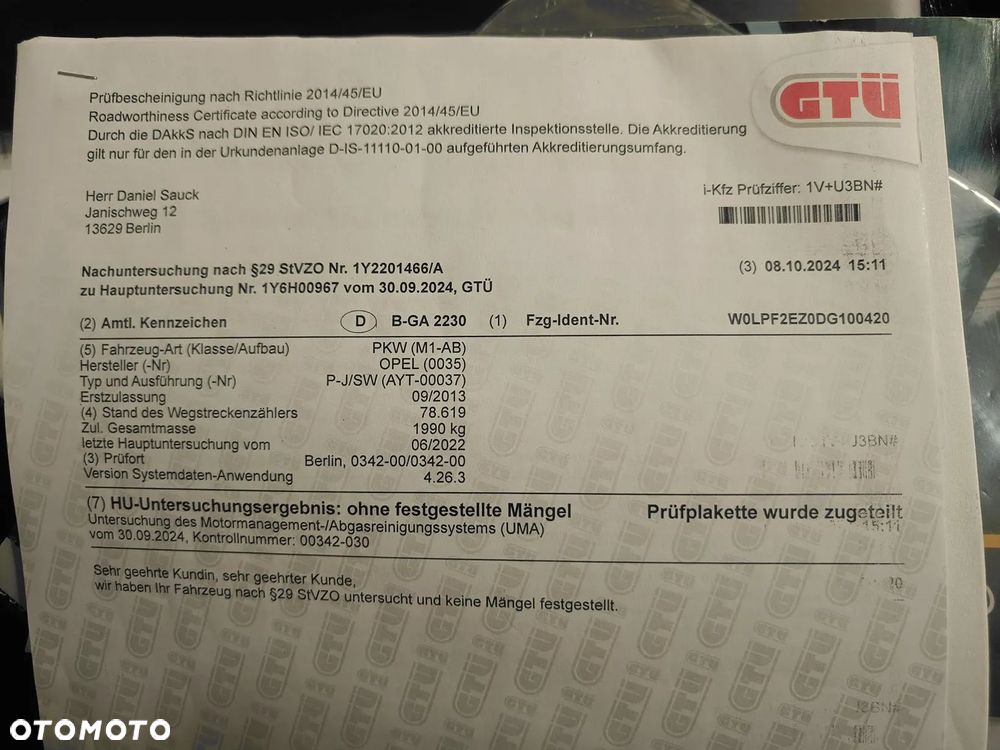 GTÜ
Prüfbescheinigung nach Richtlinie 2014/45/EU
Roadworthiness Certificate according to Directive 2014/45/EU
Durch die DAkkS nach DIN EN ISO/ IEC 17020:2012 akkreditierte Inspektionsstelle. Die Akkreditierung
gilt nur für den in der Urkundenanlage D-IS-11110-01-00 aufgeführten Akkreditierungsumfang.
Herr Daniel Sauck
Janischweg 12
13629 Berlin
i-Kfz Prüfziffer: 1V+U3BN#
Nachuntersuchung nach §29 StVZO Nr. 1Y2201466/A
zu Hauptuntersuchung Nr. 1Y6H00967 vom 30.09.2024, GTÜ
(3) 08.10.2024 15:11
(2) Amtl. Kennzeichen D B-GA 2230 (1) Fzg-Ident-Nr. W0LPF2EZ0DG100420
(5) Fahrzeug-Art (Klasse/Aufbau) PKW (M1-AB)
Hersteller (-Nr) OPEL (0035)
Typ und Ausführung (-Nr) P-J/SW (AYT-00037)
Erstzulassung 09/2013
(4) Stand des Wegstreckenzählers 78.619
Zul. Gesamtmasse 1990 kg
letzte Hauptuntersuchung vom 06/2022
(3) Prüfort Berlin, 0342-00/0342-00
Version Systemdaten-Anwendung 4.26.3
J3BN#
(7) HU-Untersuchungsergebnis: ohne festgestellte Mängel Prüfplakette wurde zugeteilt
15:11
Untersuchung des Motormanagement-/Abgasreinigungssystems (UMA)
vom 30.09.2024, Kontrollnummer: 00342-030
Sehr geehrte Kundin, sehr geehrter Kunde,
wir haben Ihr Fahrzeug nach §29 StVZO untersucht und keine Mängel festgestellt.
OTOMOTO